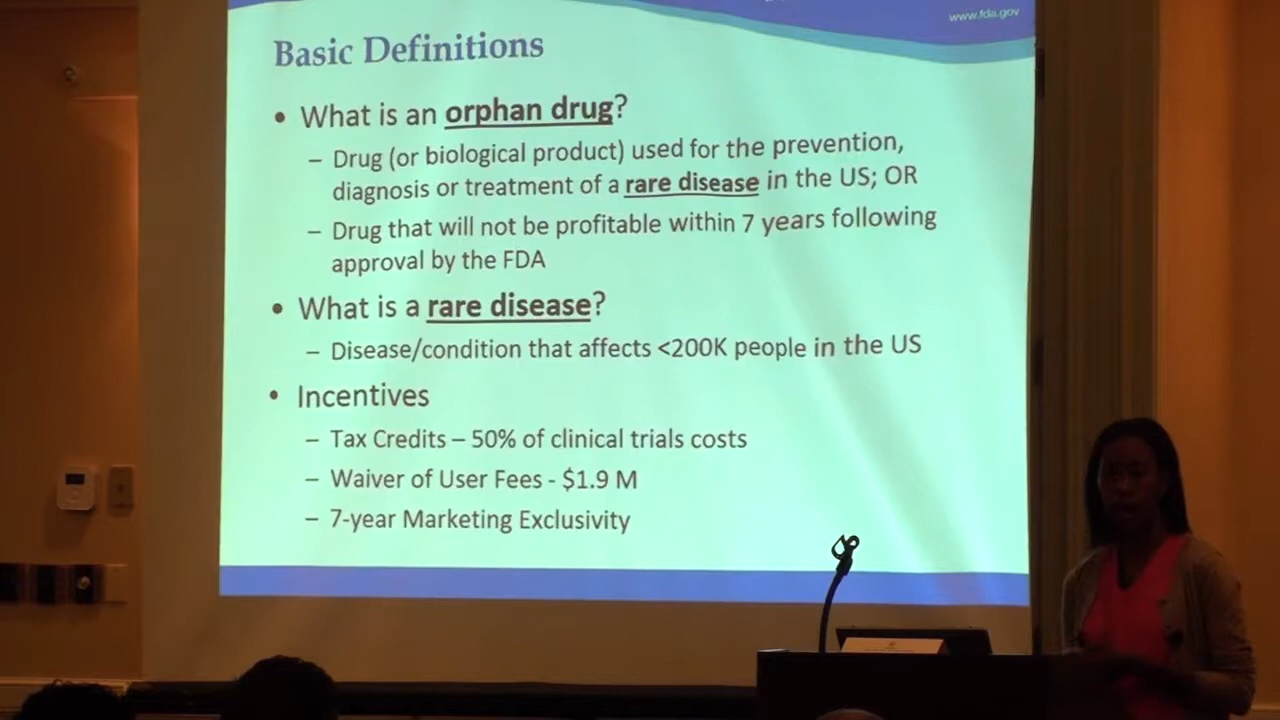 www.fda.gov
Basic Definitions
• What is an orphan drug?
– Drug (or biological product) used for the prevention,
diagnosis or treatment of a rare disease in the US; OR
– Drug that will not be profitable within 7 years following
approval by the FDA
• What is a rare disease?
– Disease/condition that affects <200K people in the US
• Incentives
– Tax Credits – 50% of clinical trials costs
– Waiver of User Fees - $1.9 M
– 7-year Marketing Exclusivity